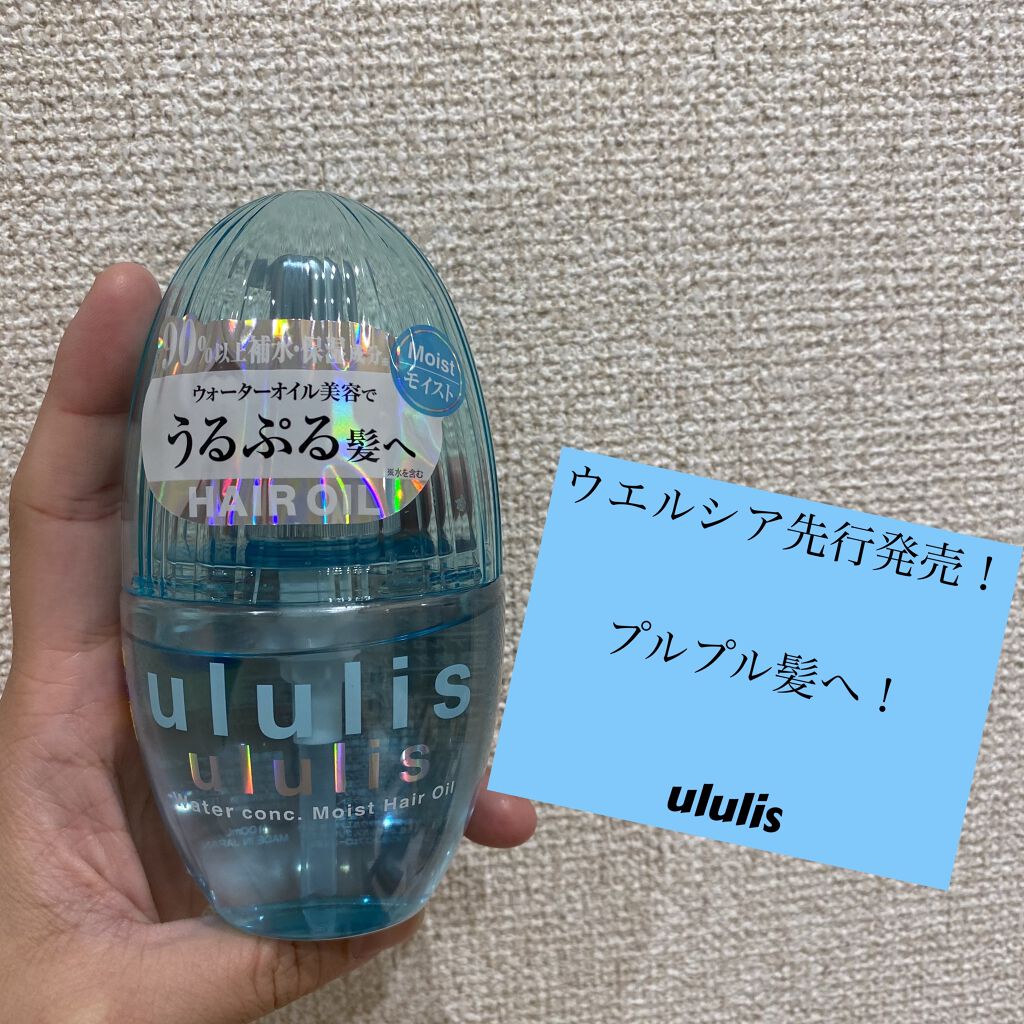 90%以上補水・保湿成分※
ウォーターオイル美容で
うるぷる髪へ
※水を含む
HAIR OIL
Moist
モイスト
ululis
ululis
Water conc. Moist Hair Oil
ウエルシア先行発売！
プルプル髪へ！
ululis